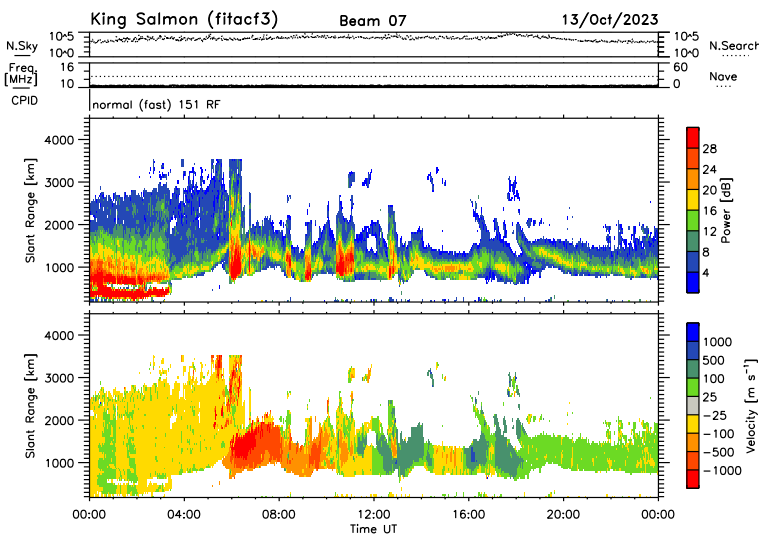 King Salmon (fitacf3) Beam 07 13/Oct/2023
N.Sky 10^5 10^0 10^5 10^0 N.Search
Freq [MHz] 16 10 60 0 Nave
CPID normal (fast) 151 RF
Slant Range [km] 4000 3000 2000 1000
Power [dB] 28 24 20 16 12 8 4
Slant Range [km] 4000 3000 2000 1000
Velocity [m s⁻¹] 1000 500 100 25 −25 −100 −500 −1000
00:00 04:00 08:00 12:00 16:00 20:00 00:00
Time UT